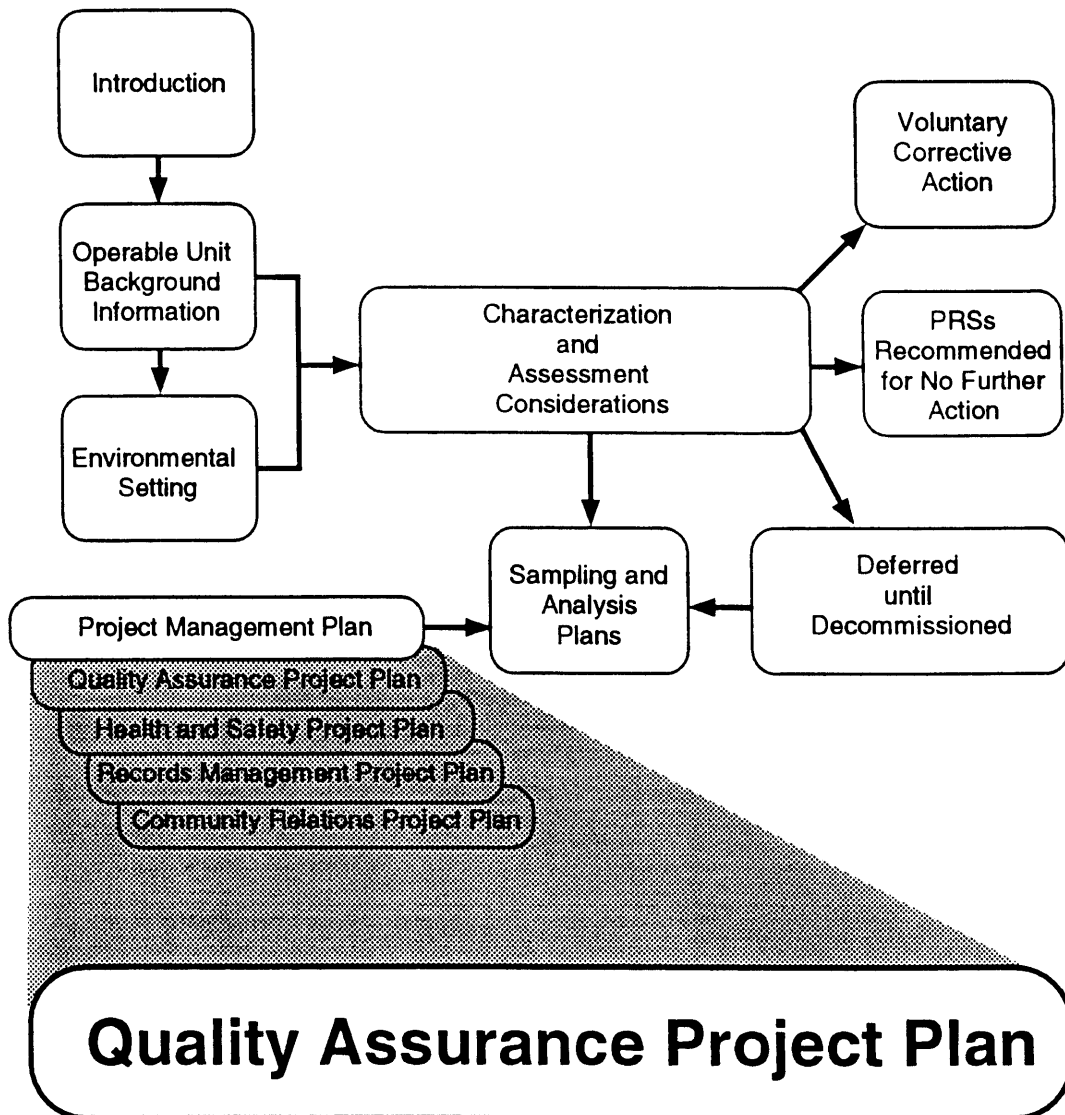 Introduction
Operable Unit
Background
Information
Environmental
Setting
Characterization
and
Assessment
Considerations
Voluntary
Corrective
Action
PRSs
Recommended
for No Further
Action
Deferred
until
Decommissioned
Sampling and
Analysis
Plans
Project Management Plan
Quality Assurance Project Plan
Health and Safety Project Plan
Records Management Project Plan
Community Relations Project Plan
Quality Assurance Project Plan